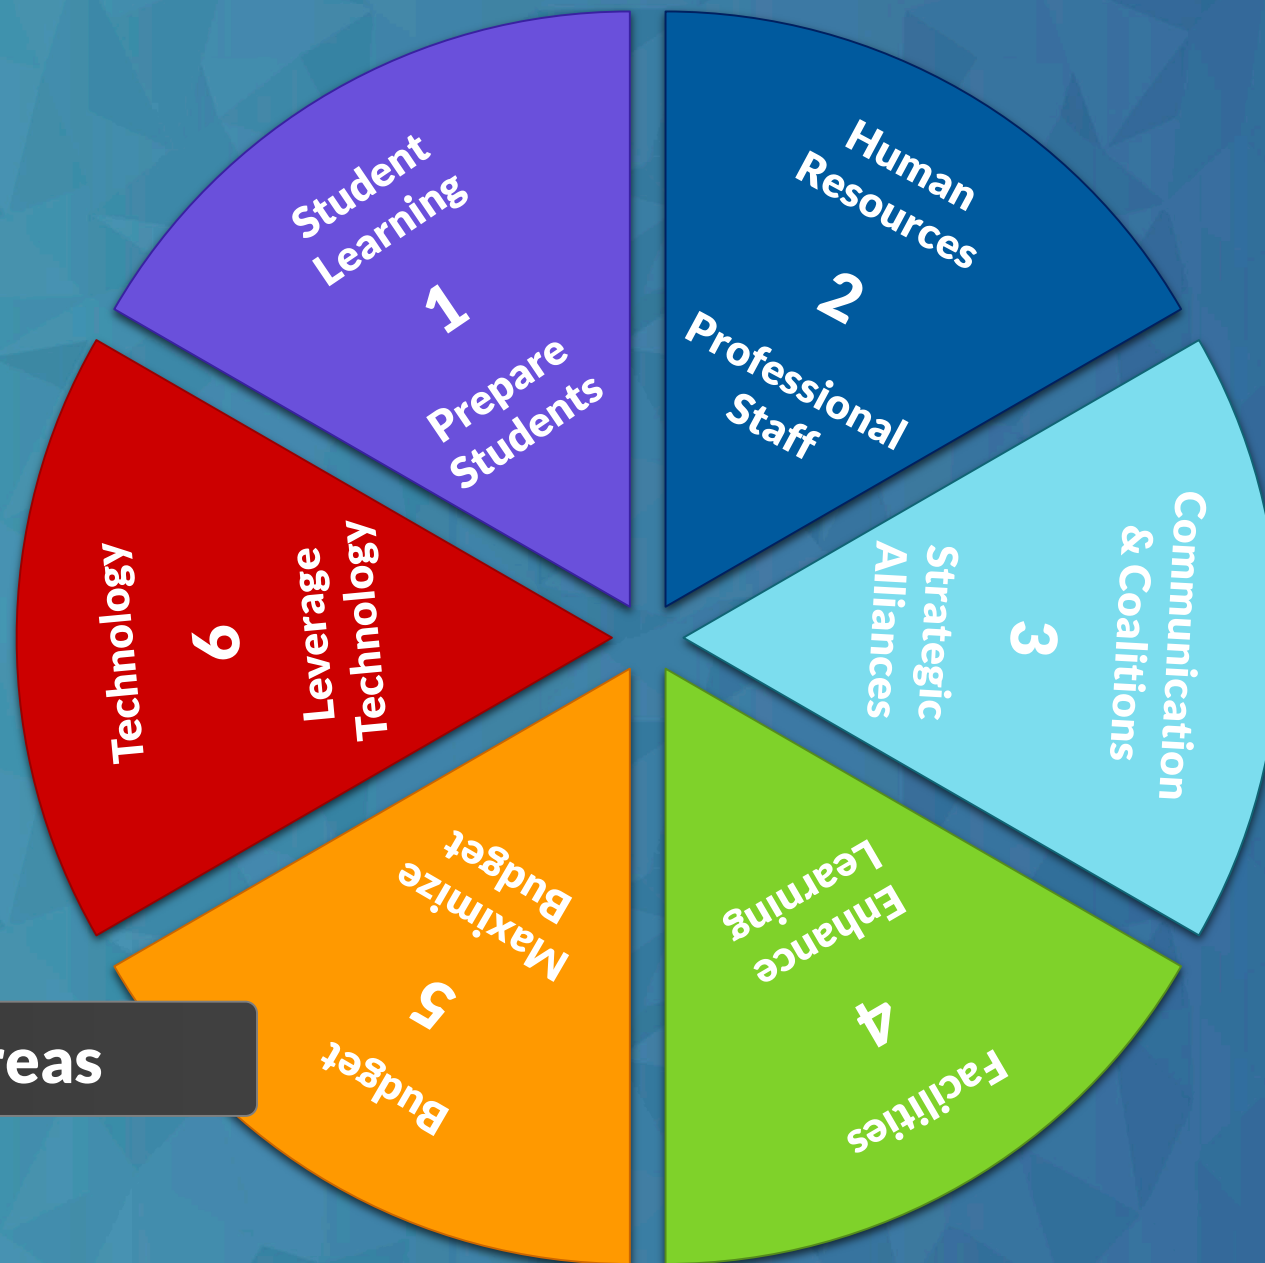 Student
Learning
1
Prepare
Students
Human
Resources
2
Professional
Staff
Communication
& Coalitions
3
Strategic
Alliances
Facilities
4
Enhance
Learning
Budget
5
Maximize
Budget
Technology
6
Leverage
Technology